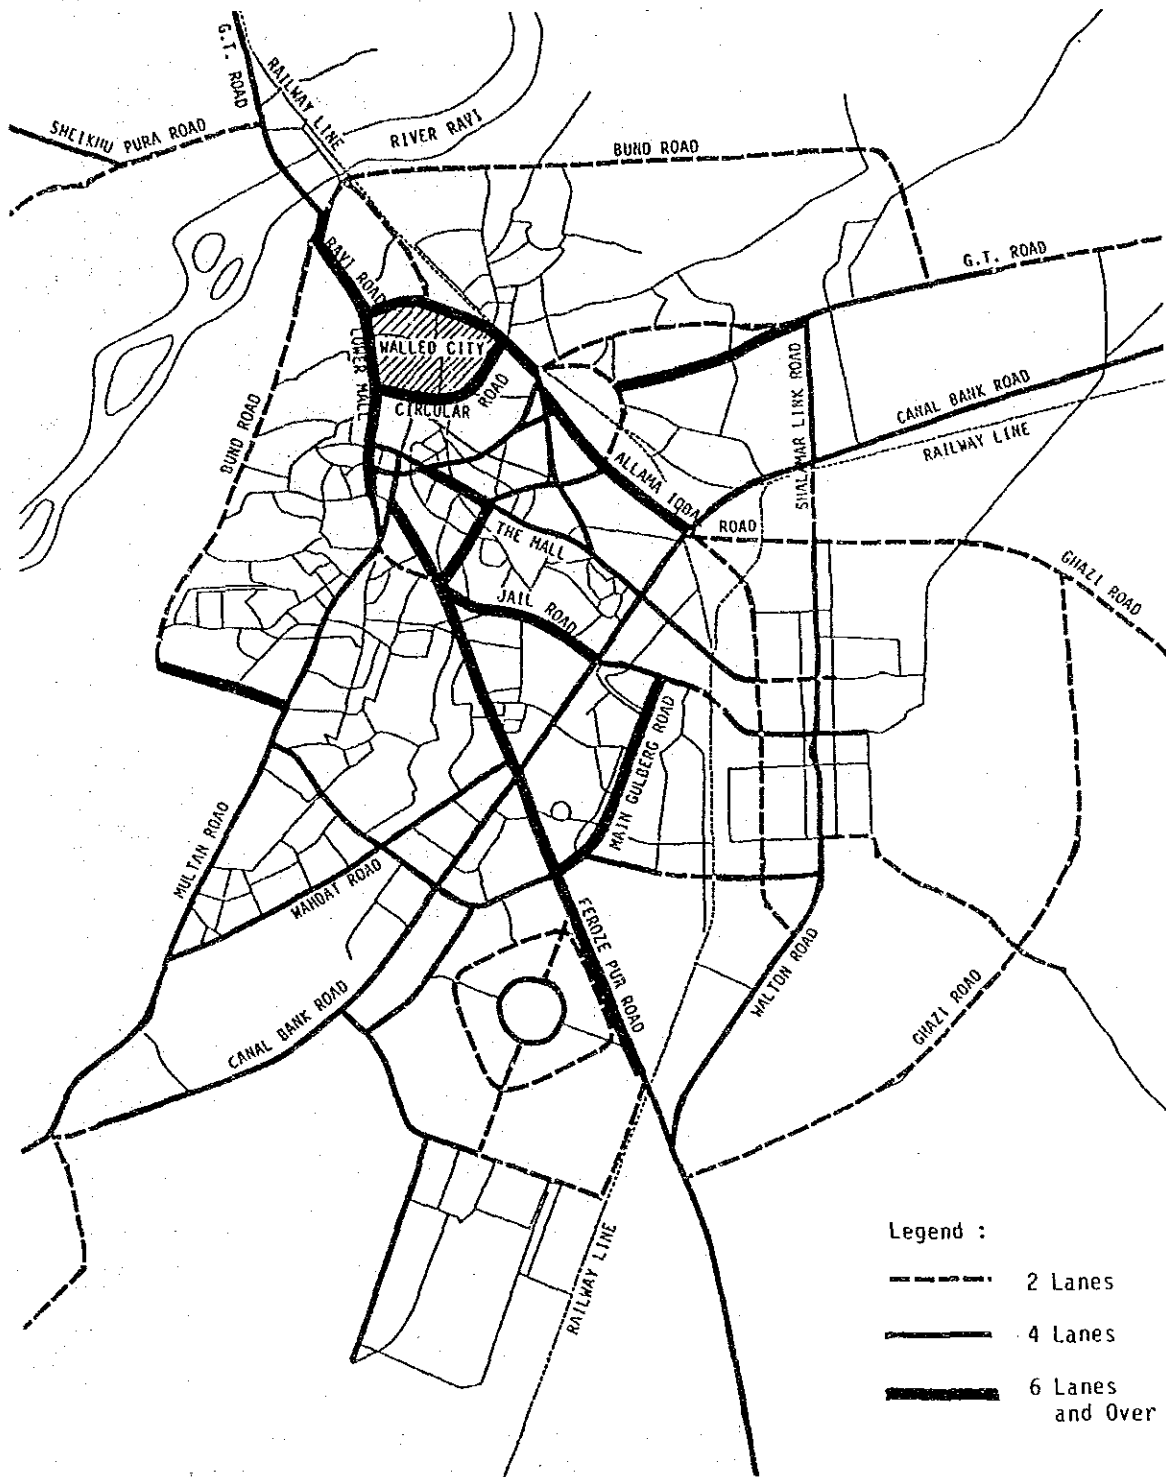 G.T. ROAD
RAILWAY LINE
SHEIKHU PURA ROAD
RIVER RAVI
BUND ROAD
G.T. ROAD
RAVI ROAD
WALLED CITY
LOWER MALL
CIRCULAR ROAD
BUND ROAD
SHALAMAR LINK ROAD
CANAL BANK ROAD
RAILWAY LINE
ALLAMA IQBAL ROAD
THE MALL
JAIL ROAD
GHAZI ROAD
MAIN GULBERG ROAD
MULTAN ROAD
WAHDAT ROAD
FEROZE PUR ROAD
WALTON ROAD
GHAZI ROAD
CANAL BANK ROAD
RAILWAY LINE
Legend :
2 Lanes
4 Lanes
6 Lanes
and Over